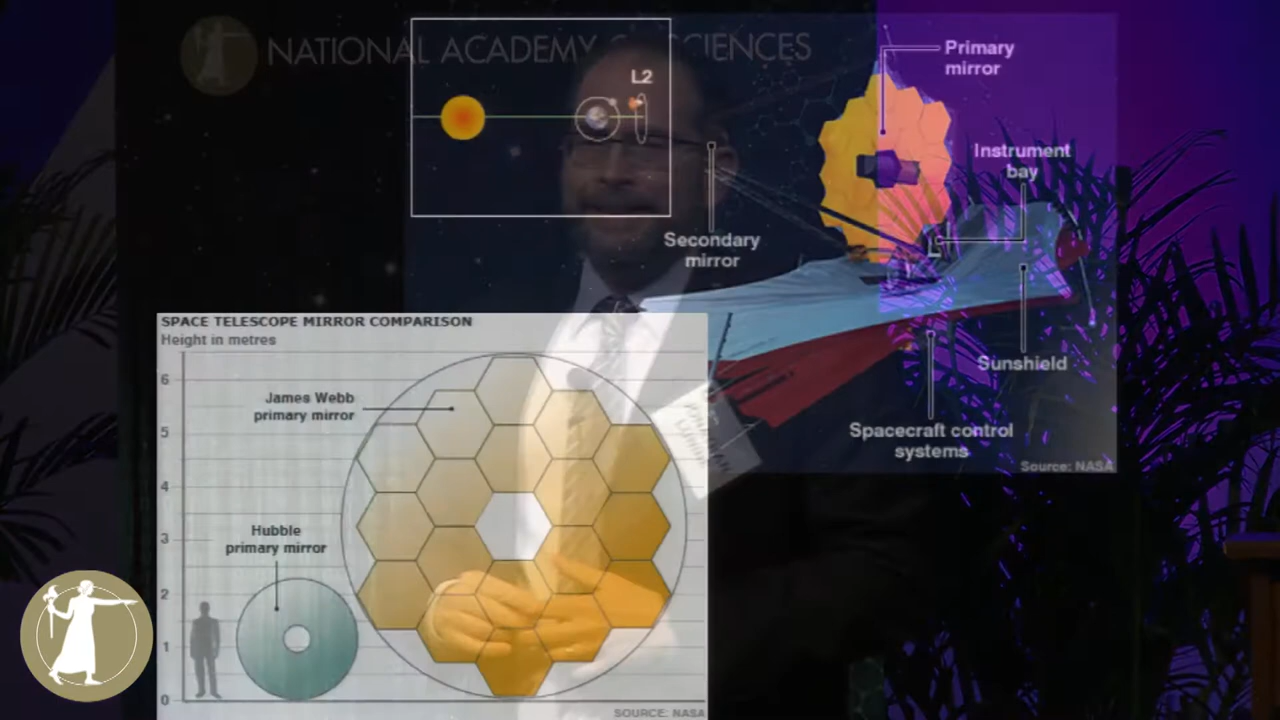 NATIONAL ACADEMY OF SCIENCES
L2
Primary
mirror
Instrument
bay
Secondary
mirror
Sunshield
Spacecraft control
systems
Source: NASA
SPACE TELESCOPE MIRROR COMPARISON
Height in metres
6
James Webb
primary mirror
5
4
Hubble
primary mirror
3
2
1
0
SOURCE: NASA